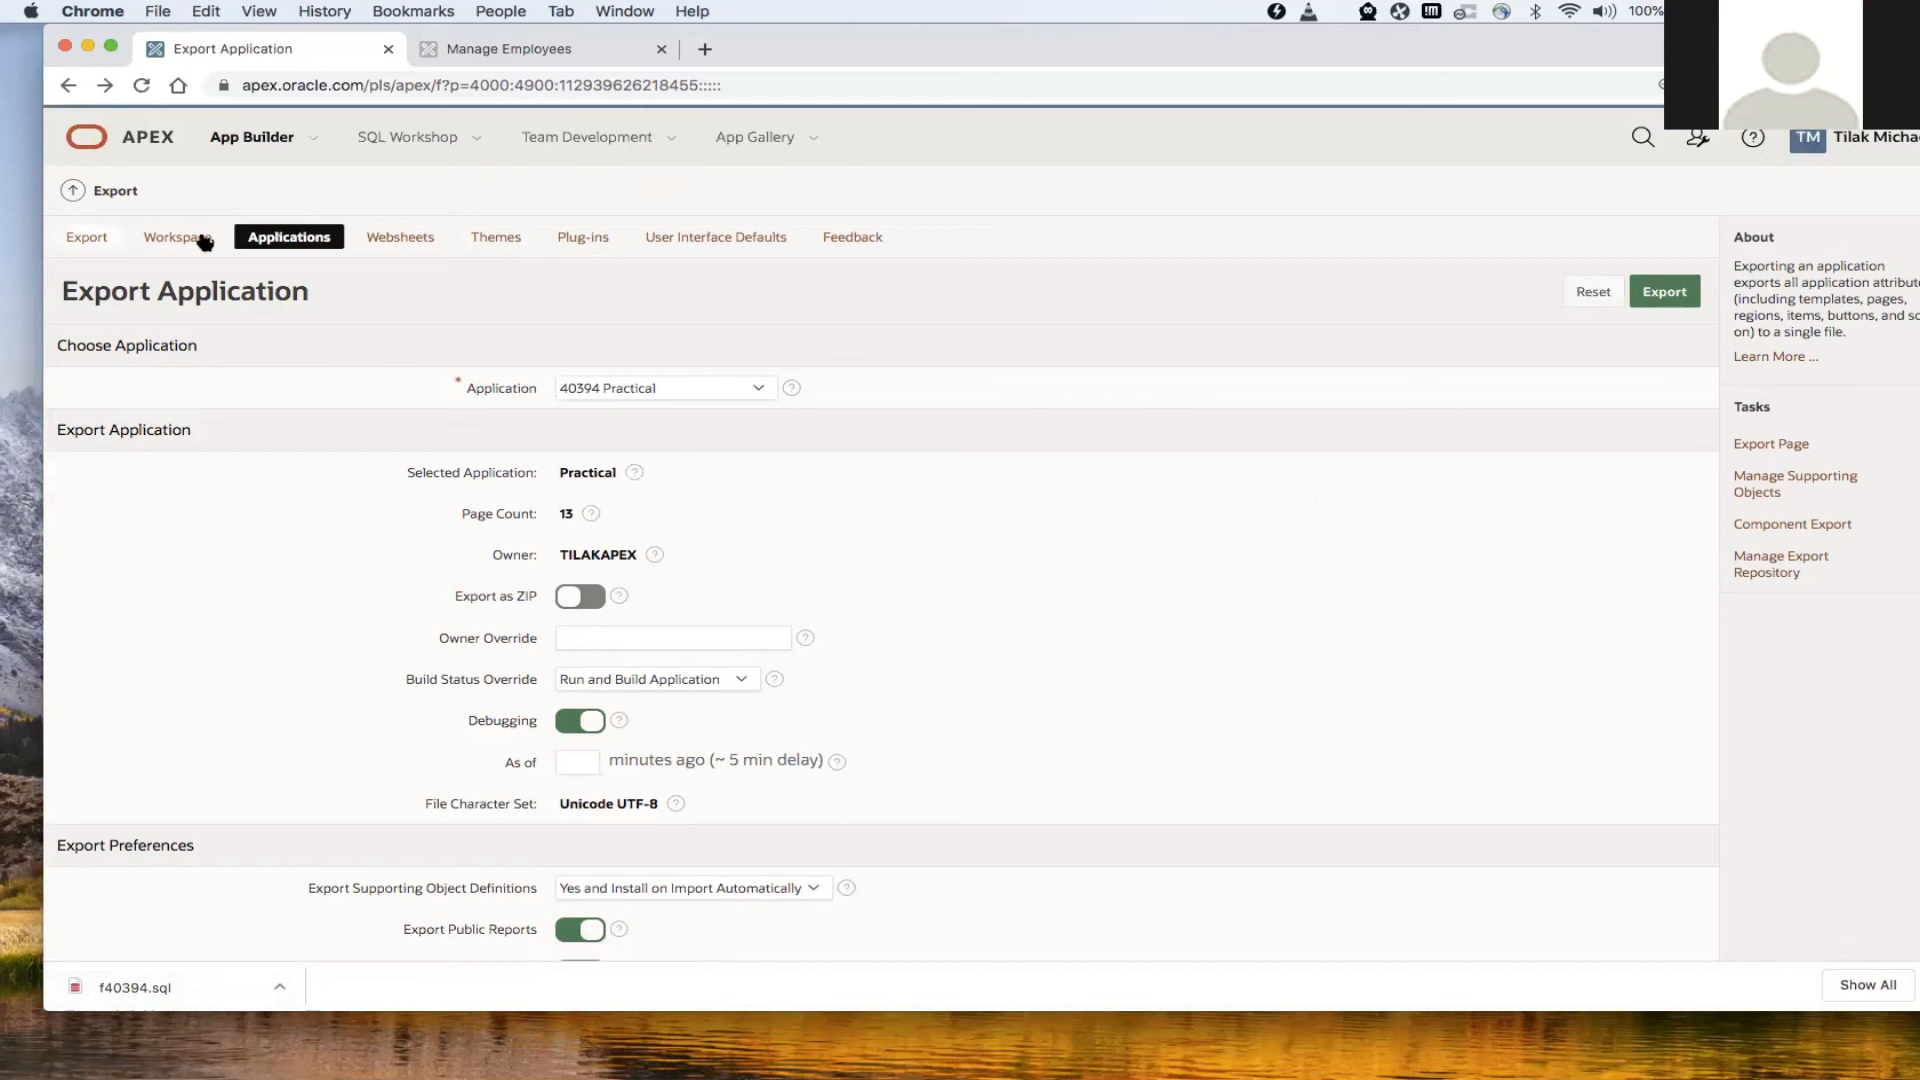 Chrome File Edit View History Bookmarks People Tab Window Help 100%
Export Application Manage Employees
apex.oracle.com/pls/apex/f?p=4000:4900:112939626218455:::::
APEX App Builder SQL Workshop Team Development App Gallery TM Tilak Micha
Export
Export Workspace Applications Websheets Themes Plug-ins User Interface Defaults Feedback
Export Application
Reset Export
Choose Application
* Application 40394 Practical
Export Application
Selected Application: Practical
Page Count: 13
Owner: TILAKAPEX
Export as ZIP
Owner Override
Build Status Override Run and Build Application
Debugging
As of minutes ago (~ 5 min delay)
File Character Set: Unicode UTF-8
Export Preferences
Export Supporting Object Definitions Yes and Install on Import Automatically
Export Public Reports
About
Exporting an application
exports all application attribute
(including templates, pages,
regions, items, buttons, and so
on) to a single file.
Learn More ...
Tasks
Export Page
Manage Supporting
Objects
Component Export
Manage Export
Repository
f40394.sql
Show All